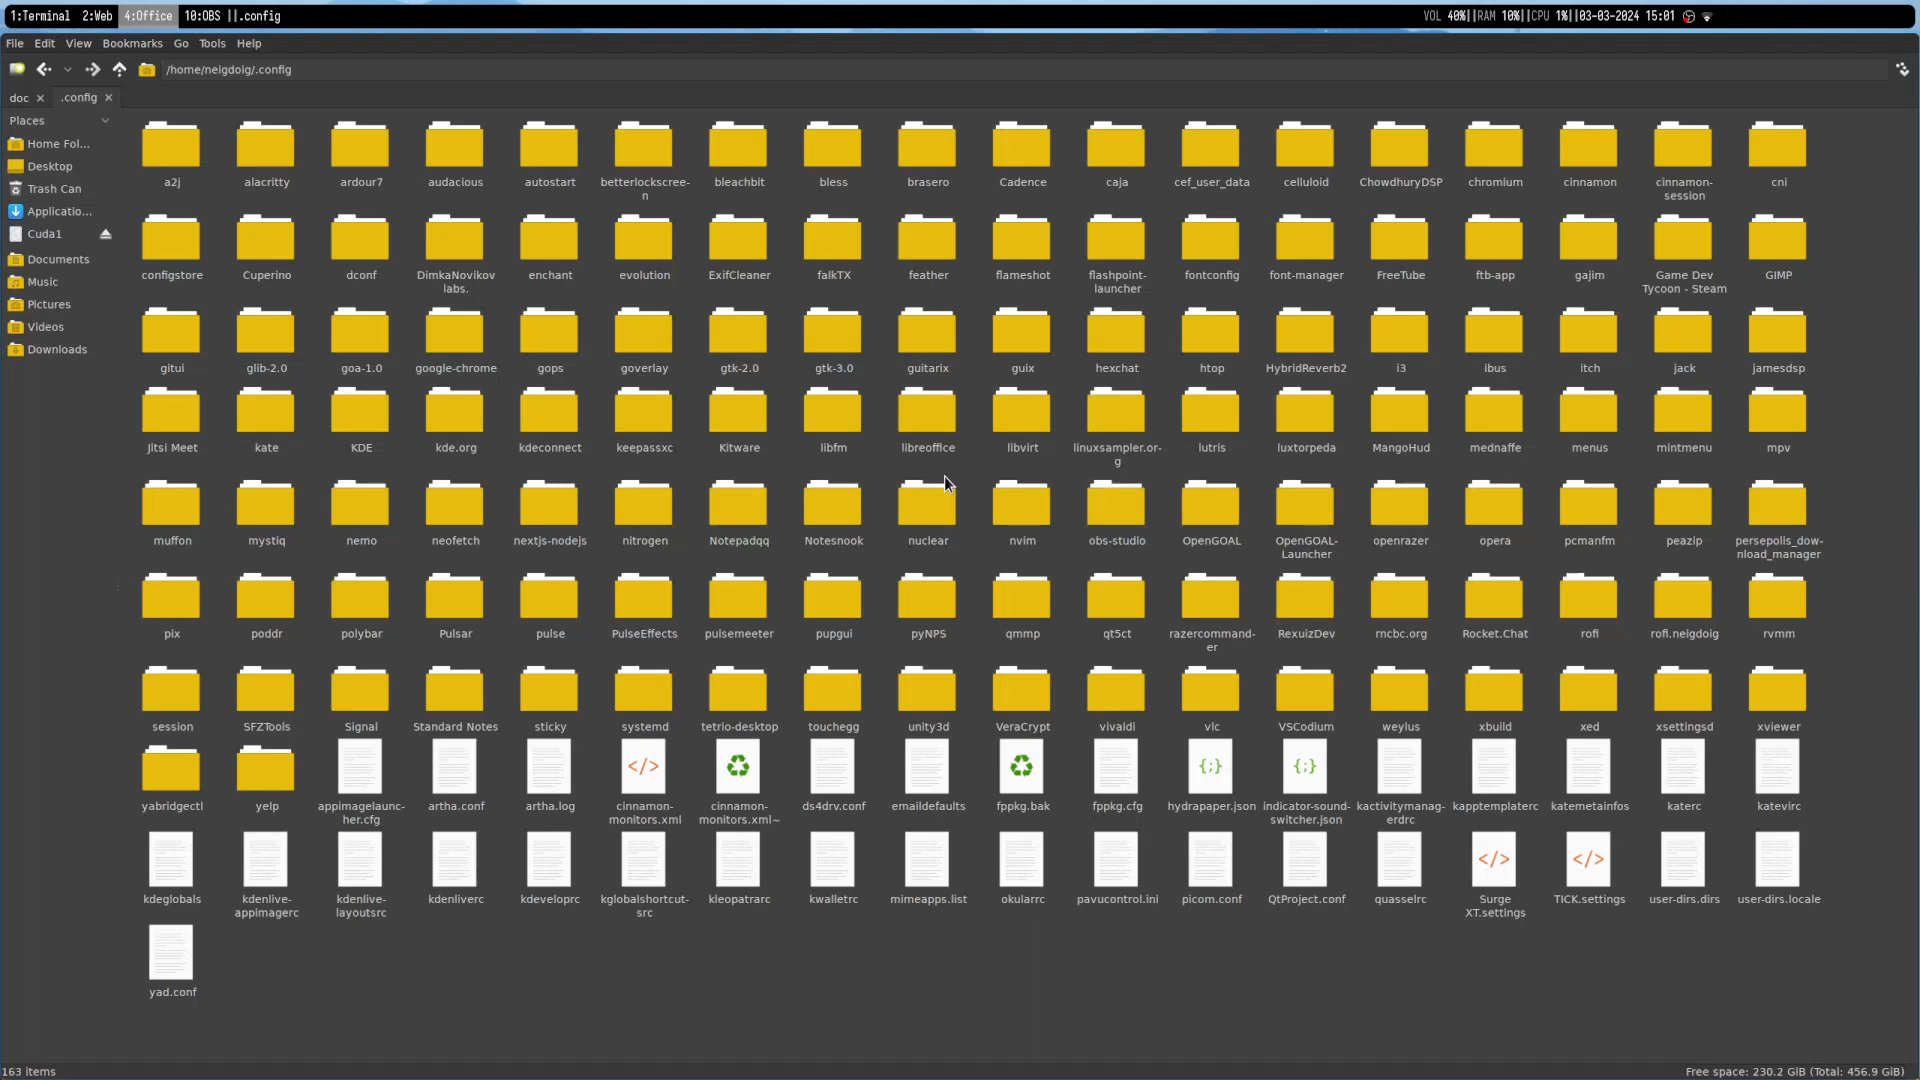 1:Terminal 2:Web 4:Office 10:OBS ||.config VOL 40%||RAM 10%||CPU 1%||03-03-2024 15:01
File Edit View Bookmarks Go Tools Help
/home/neigdoig/.config
doc .config
Places
Home Fol...
Desktop
Trash Can
Applicatio...
Cuda1
Documents
Music
Pictures
Videos
Downloads
a2j alacritty ardour7 audacious autostart betterlockscree-
n bleachbit bless brasero Cadence caja cef_user_data celluloid ChowdhuryDSP chromium cinnamon cinnamon-
session cni
configstore Cuperino dconf DimkaNovikov
labs. enchant evolution ExifCleaner falkTX feather flameshot flashpoint-
launcher fontconfig font-manager FreeTube ftb-app gajim Game Dev
Tycoon - Steam GIMP
gitui glib-2.0 goa-1.0 google-chrome gops goverlay gtk-2.0 gtk-3.0 guitarix guix hexchat htop HybridReverb2 i3 ibus itch jack jamesdsp
Jitsi Meet kate KDE kde.org kdeconnect keepassxc Kitware libfm libreoffice libvirt linuxsampler.or-
g lutris luxtorpeda MangoHud mednaffe menus mintmenu mpv
muffon mystiq nemo neofetch nextjs-nodejs nitrogen Notepadqq Notesnook nuclear nvim obs-studio OpenGOAL OpenGOAL-
Launcher openrazer opera pcmanfm peazip persepolis_dow-
nload_manager
pix poddr polybar Pulsar pulse PulseEffects pulsemeeter pupgui pyNPS qmmp qt5ct razercommand-
er RexuizDev rncbc.org Rocket.Chat rofi rofi.neigdoig rvmm
session SFZTools Signal Standard Notes sticky systemd tetrio-desktop touchegg unity3d VeraCrypt vivaldi vlc VSCodium weylus xbuild xed xsettingsd xviewer
yabridgectl yelp appimagelaunc-
her.cfg artha.conf artha.log cinnamon-
monitors.xml cinnamon-
monitors.xml~ ds4drv.conf emaildefaults fppkg.bak fppkg.cfg hydrapaper.json indicator-sound-
switcher.json kactivitymanag-
erdrc kapptemplaterc katemetainfos katerc katevirc
kdeglobals kdenlive-
appimagerc kdenlive-
layoutsrc kdenliverc kdeveloprc kglobalshortcut-
src kleopatrarc kwalletrc mimeapps.list okularrc pavucontrol.ini picom.conf QtProject.conf quasselrc Surge
XT.settings TICK.settings user-dirs.dirs user-dirs.locale
yad.conf
163 items Free space: 230.2 GiB (Total: 456.9 GiB)